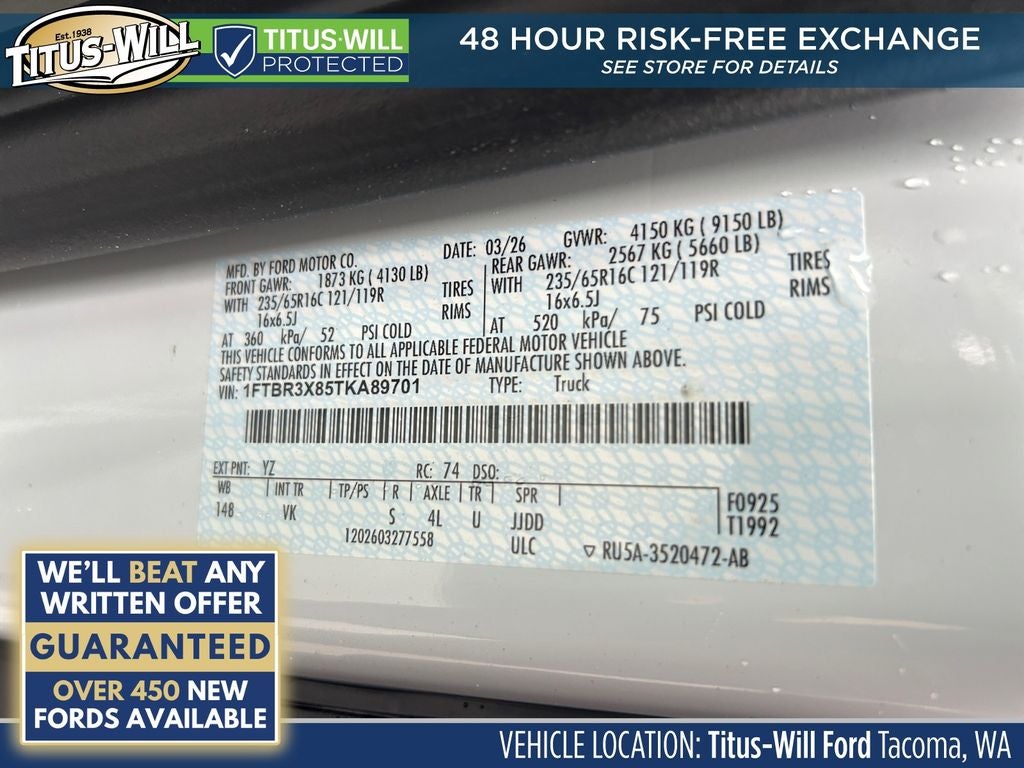 Est. 1938
TITUS-WILL
TITUS-WILL
PROTECTED
48 HOUR RISK-FREE EXCHANGE
SEE STORE FOR DETAILS
MFD. BY FORD MOTOR CO. DATE: 03/26 GVWR: 4150 KG ( 9150 LB)
FRONT GAWR: 1873 KG ( 4130 LB) REAR GAWR: 2567 KG ( 5660 LB)
WITH 235/65R16C 121/119R TIRES WITH 235/65R16C 121/119R TIRES
16x6.5J RIMS 16x6.5J RIMS
AT 360 kPa/ 52 PSI COLD AT 520 kPa/ 75 PSI COLD
THIS VEHICLE CONFORMS TO ALL APPLICABLE FEDERAL MOTOR VEHICLE
SAFETY STANDARDS IN EFFECT ON THE DATE OF MANUFACTURE SHOWN ABOVE.
VIN: 1FTBR3X85TKA89701 TYPE: Truck
EXT PNT: YZ RC: 74 DSO:
WB INT TR TP/PS R AXLE TR SPR F0925
148 VK S 4L U JJDD T1992
1202603277558 ULC ▽ RU5A-3520472-AB
WE'LL BEAT ANY
WRITTEN OFFER
GUARANTEED
OVER 450 NEW
FORDS AVAILABLE
VEHICLE LOCATION: Titus-Will Ford Tacoma, WA